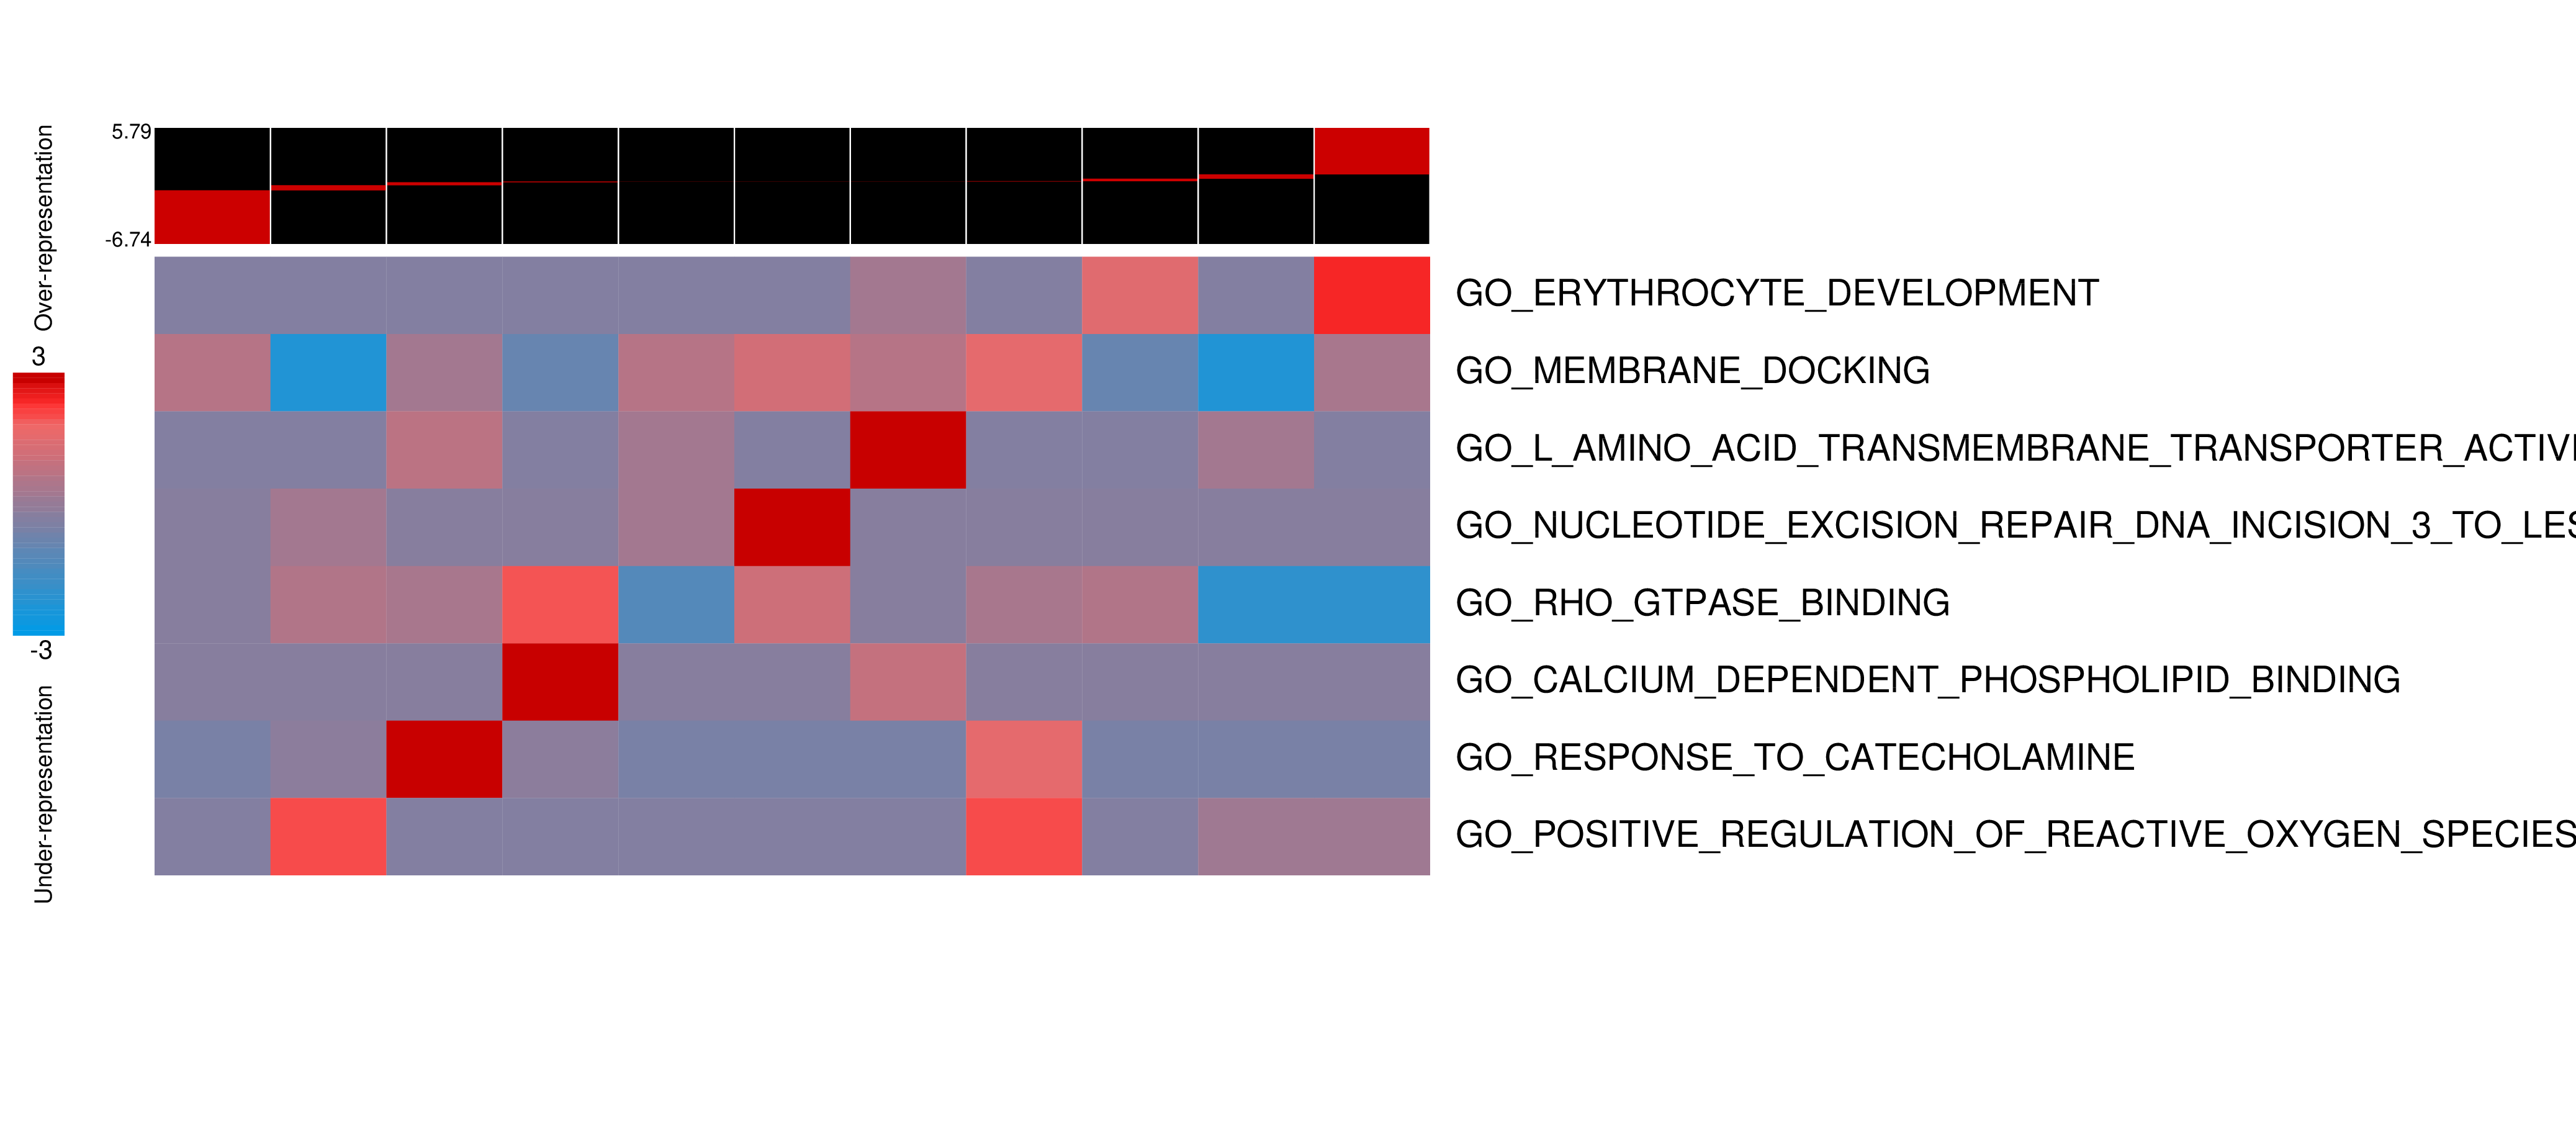 Over-representation
5.79
-6.74
3
-3
Under-representation
GO_ERYTHROCYTE_DEVELOPMENT
GO_MEMBRANE_DOCKING
GO_L_AMINO_ACID_TRANSMEMBRANE_TRANSPORTER_ACTIVI
GO_NUCLEOTIDE_EXCISION_REPAIR_DNA_INCISION_3_TO_LES
GO_RHO_GTPASE_BINDING
GO_CALCIUM_DEPENDENT_PHOSPHOLIPID_BINDING
GO_RESPONSE_TO_CATECHOLAMINE
GO_POSITIVE_REGULATION_OF_REACTIVE_OXYGEN_SPECIES